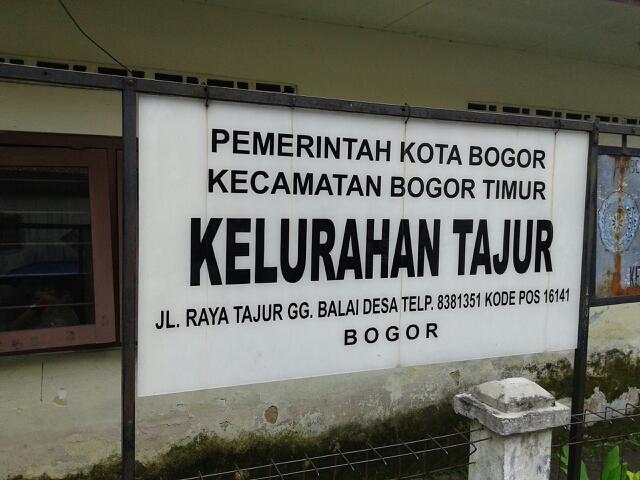 PEMERINTAH KOTA BOGOR
KECAMATAN BOGOR TIMUR
KELURAHAN TAJUR
JL. RAYA TAJUR GG. BALAI DESA TELP. 8381351 KODE POS 16141
BOGOR